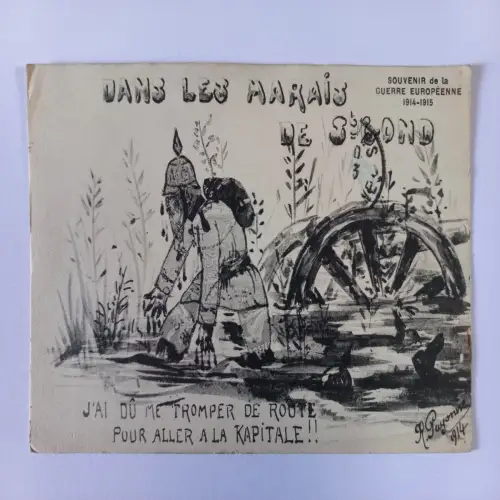 DANS LES MARAIS
DE St GOND
SOUVENIR de la
GUERRE EUROPÉENNE
1914-1915
J'AI DÛ ME TROMPER DE ROUTE
POUR ALLER A LA KAPITALE!!
1914